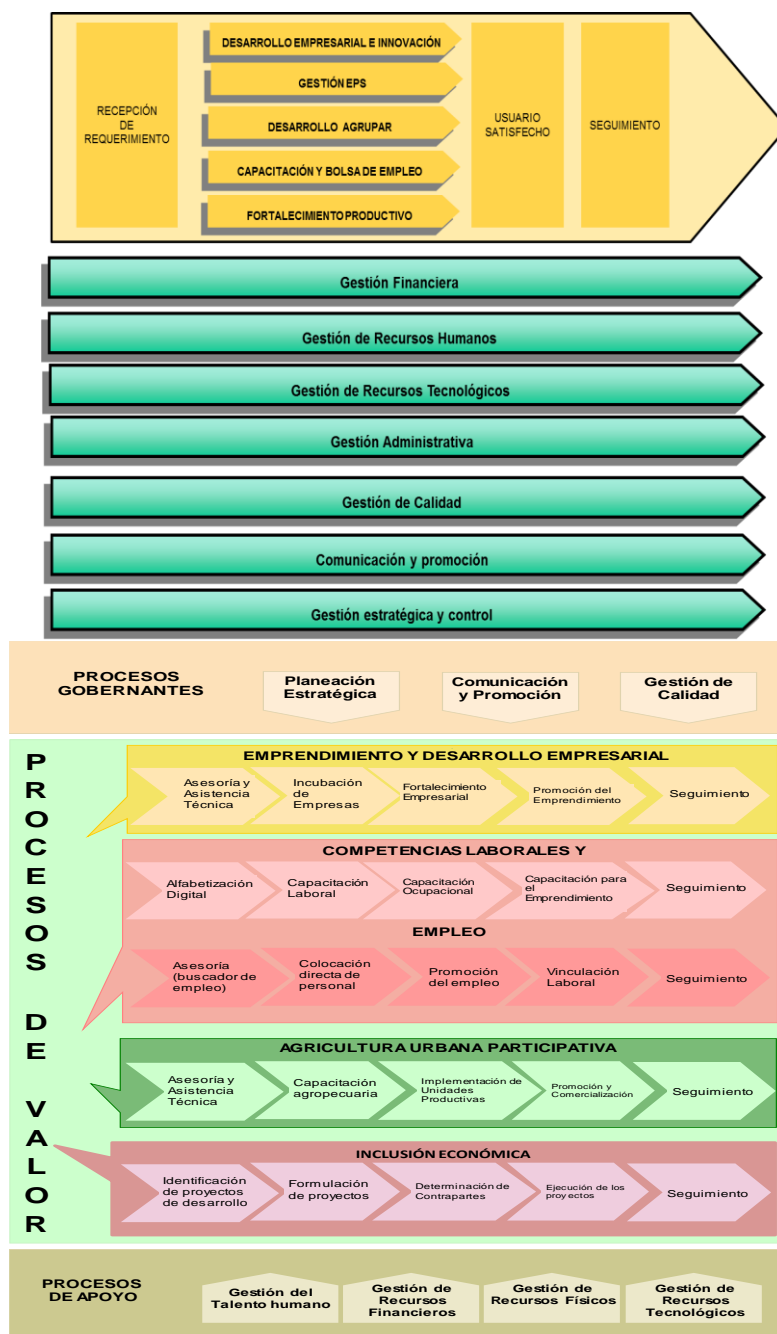 RECEPCIÓN
DE
REQUERIMIENTO
DESARROLLO EMPRESARIAL E INNOVACIÓN
GESTIÓN EPS
DESARROLLO AGRUPAR
CAPACITACIÓN Y BOLSA DE EMPLEO
FORTALECIMIENTO PRODUCTIVO
USUARIO
SATISFECHO
SEGUIMIENTO
Gestión Financiera
Gestión de Recursos Humanos
Gestión de Recursos Tecnológicos
Gestión Administrativa
Gestión de Calidad
Comunicación y promoción
Gestión estratégica y control
PROCESOS
GOBERNANTES
Planeación
Estratégica
Comunicación
y Promoción
Gestión de
Calidad
PROCESOS DE VALOR
EMPRENDIMIENTO Y DESARROLLO EMPRESARIAL
Asesoría y
Asistencia
Técnica
Incubación
de
Empresas
Fortalecimiento
Empresarial
Promoción del
Emprendimiento
Seguimiento
COMPETENCIAS LABORALES Y
Alfabetización
Digital
Capacitación
Laboral
Capacitación
Ocupacional
Capacitación para
el
Emprendimiento
Seguimiento
EMPLEO
Asesoría
(buscador de
empleo)
Colocación
directa de
personal
Promoción
del empleo
Vinculación
Laboral
Seguimiento
AGRICULTURA URBANA PARTICIPATIVA
Asesoría y
Asistencia
Técnica
Capacitación
agropecuaria
Implementación de
Unidades
Productivas
Promoción y
Comercialización
Seguimiento
INCLUSIÓN ECONÓMICA
Identificación
de proyectos
de desarrollo
Formulación
de proyectos
Determinación de
Contrapartes
Ejecución de los
proyectos
Seguimiento
PROCESOS
DE APOYO
Gestión del
Talento humano
Gestión de
Recursos
Financieros
Gestión de
Recursos Físicos
Gestión de
Recursos
Tecnológicos